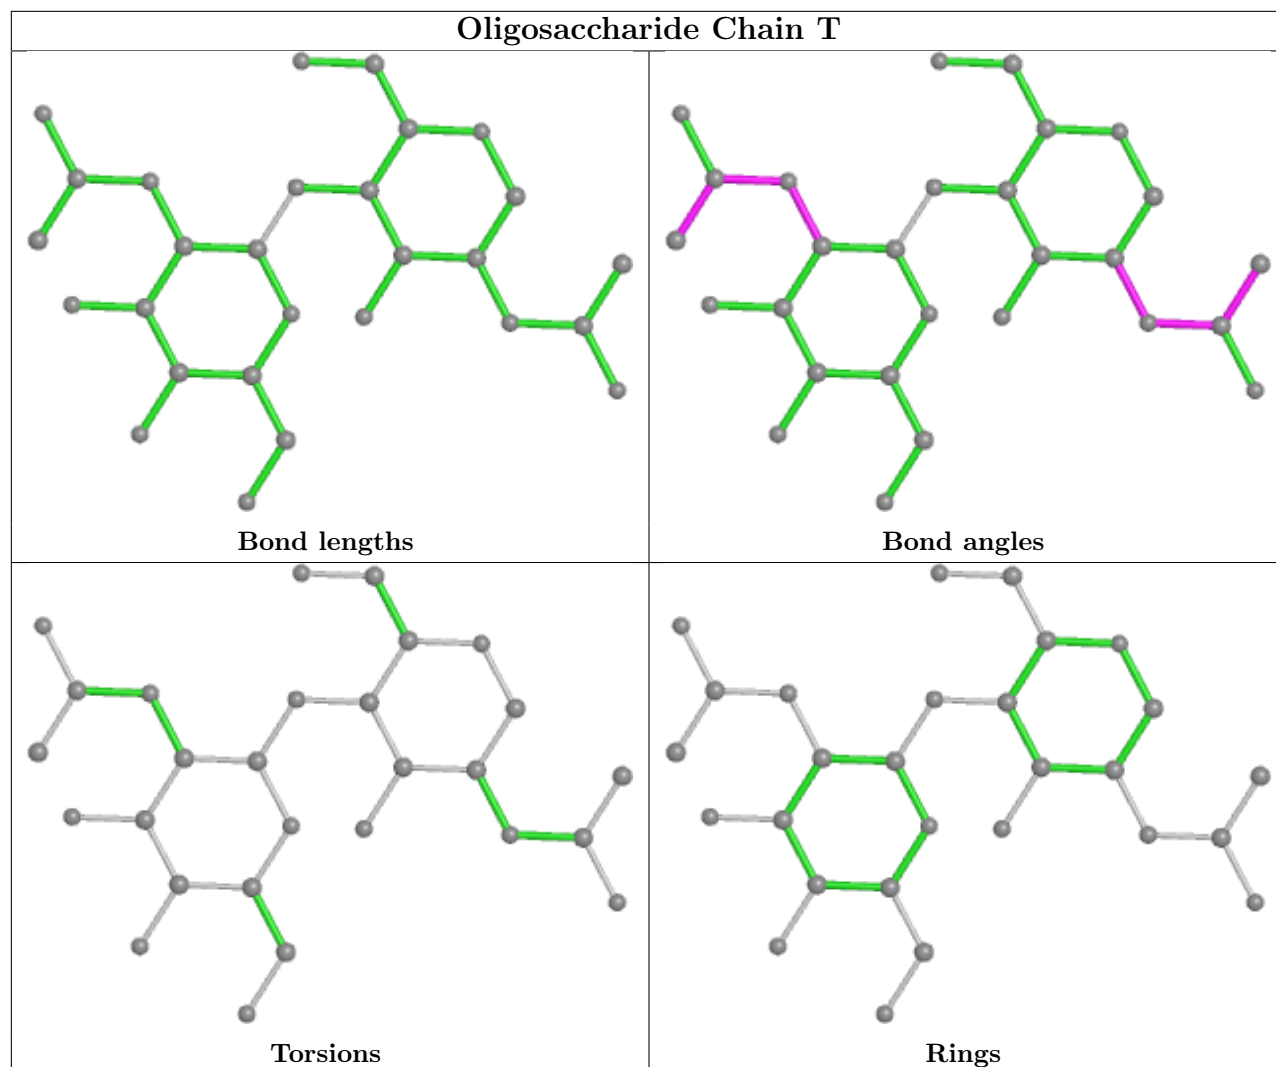 Oligosaccharide Chain T
Bond lengths
Bond angles
Torsions
Rings